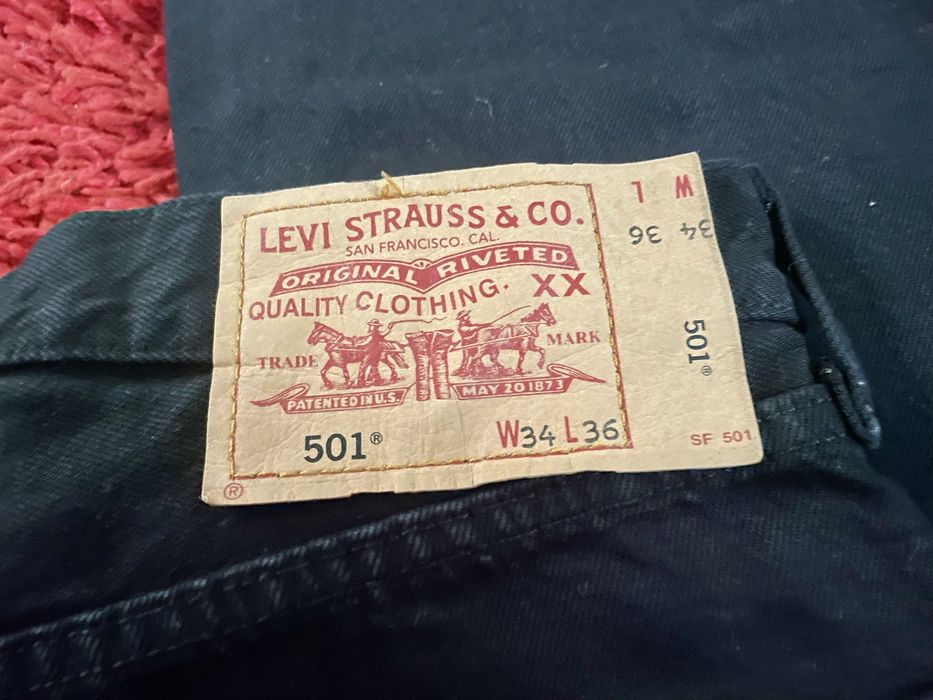 LEVI STRAUSS & CO.
SAN FRANCISCO, CAL.
ORIGINAL RIVETED
QUALITY CLOTHING. XX
TRADE MARK
PATENTED IN U.S. MAY 20 1873
501® W34 L36
®
W L
34 36
501®
SF 501